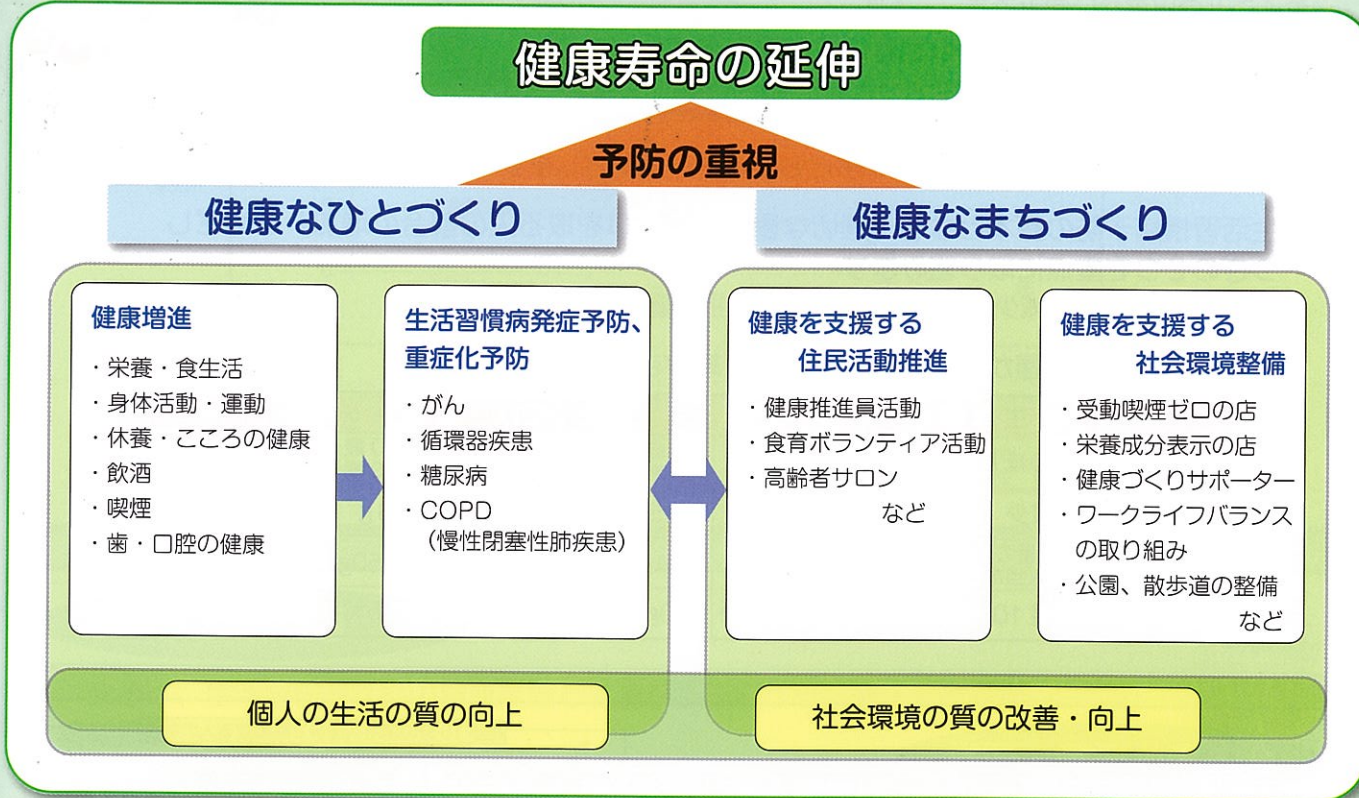 健康寿命の延伸
予防の重視
健康なひとづくり
健康なまちづくり
健康増進
・栄養・食生活
・身体活動・運動
・休養・こころの健康
・飲酒
・喫煙
・歯・口腔の健康
生活習慣病発症予防、
重症化予防
・がん
・循環器疾患
・糖尿病
・COPD
（慢性閉塞性肺疾患）
健康を支援する
住民活動推進
・健康推進員活動
・食育ボランティア活動
・高齢者サロン
など
健康を支援する
社会環境整備
・受動喫煙ゼロの店
・栄養成分表示の店
・健康づくりサポーター
・ワークライフバランス
の取り組み
・公園、散歩道の整備
など
個人の生活の質の向上
社会環境の質の改善・向上